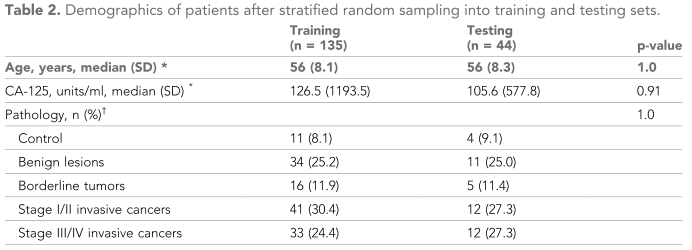 Table 2. Demographics of patients after stratified random sampling into training and testing sets.
Training Testing
(n = 135) (n = 44) p-value
Age, years, median (SD) * 56 (8.1) 56 (8.3) 1.0
CA-125, units/ml, median (SD) * 126.5 (1193.5) 105.6 (577.8) 0.91
Pathology, n (%)† 1.0
Control 11 (8.1) 4 (9.1)
Benign lesions 34 (25.2) 11 (25.0)
Borderline tumors 16 (11.9) 5 (11.4)
Stage I/II invasive cancers 41 (30.4) 12 (27.3)
Stage III/IV invasive cancers 33 (24.4) 12 (27.3)